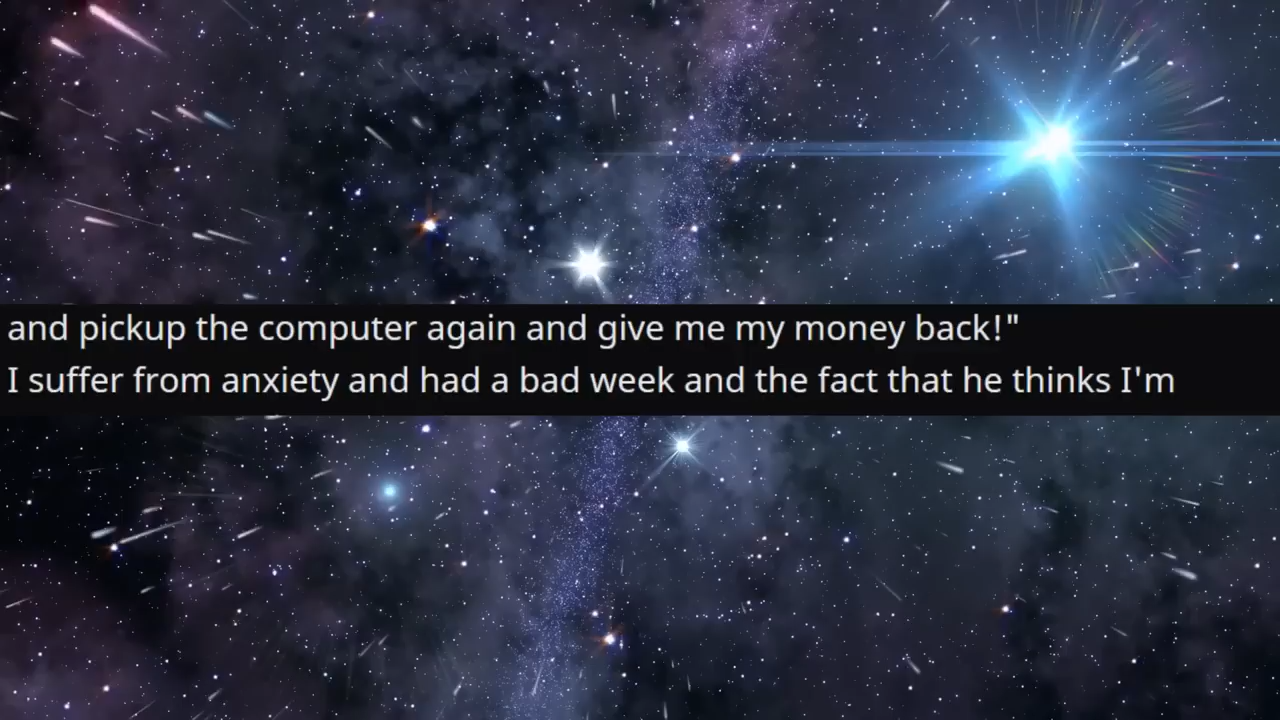 and pickup the computer again and give me my money back!"
I suffer from anxiety and had a bad week and the fact that he thinks I'm